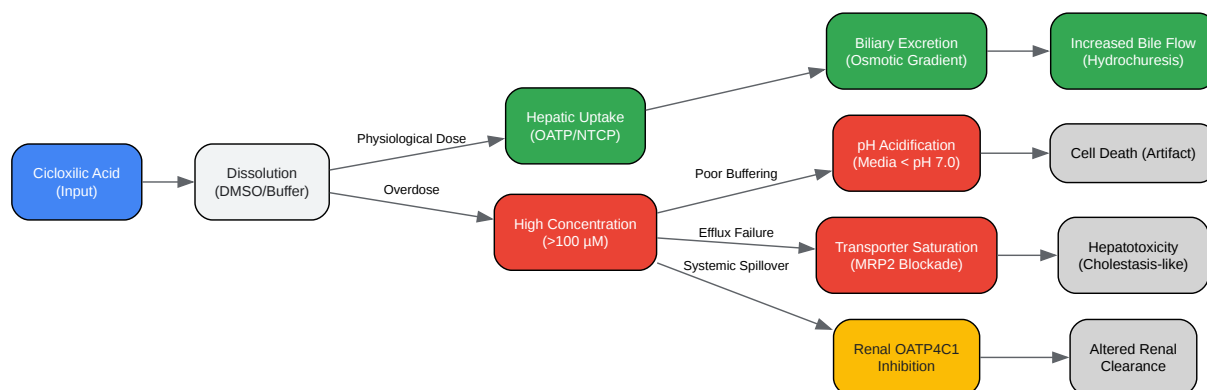 Cicloxilic Acid
(Input)
Dissolution
(DMSO/Buffer)
Physiological Dose
Overdose
Hepatic Uptake
(OATP/NTCP)
High Concentration
(>100 µM)
Poor Buffering
Efflux Failure
Systemic Spillover
Biliary Excretion
(Osmotic Gradient)
Increased Bile Flow
(Hydrochuresis)
pH Acidification
(Media < pH 7.0)
Cell Death (Artifact)
Transporter Saturation
(MRP2 Blockade)
Hepatotoxicity
(Cholestasis-like)
Renal OATP4C1
Inhibition
Altered Renal
Clearance